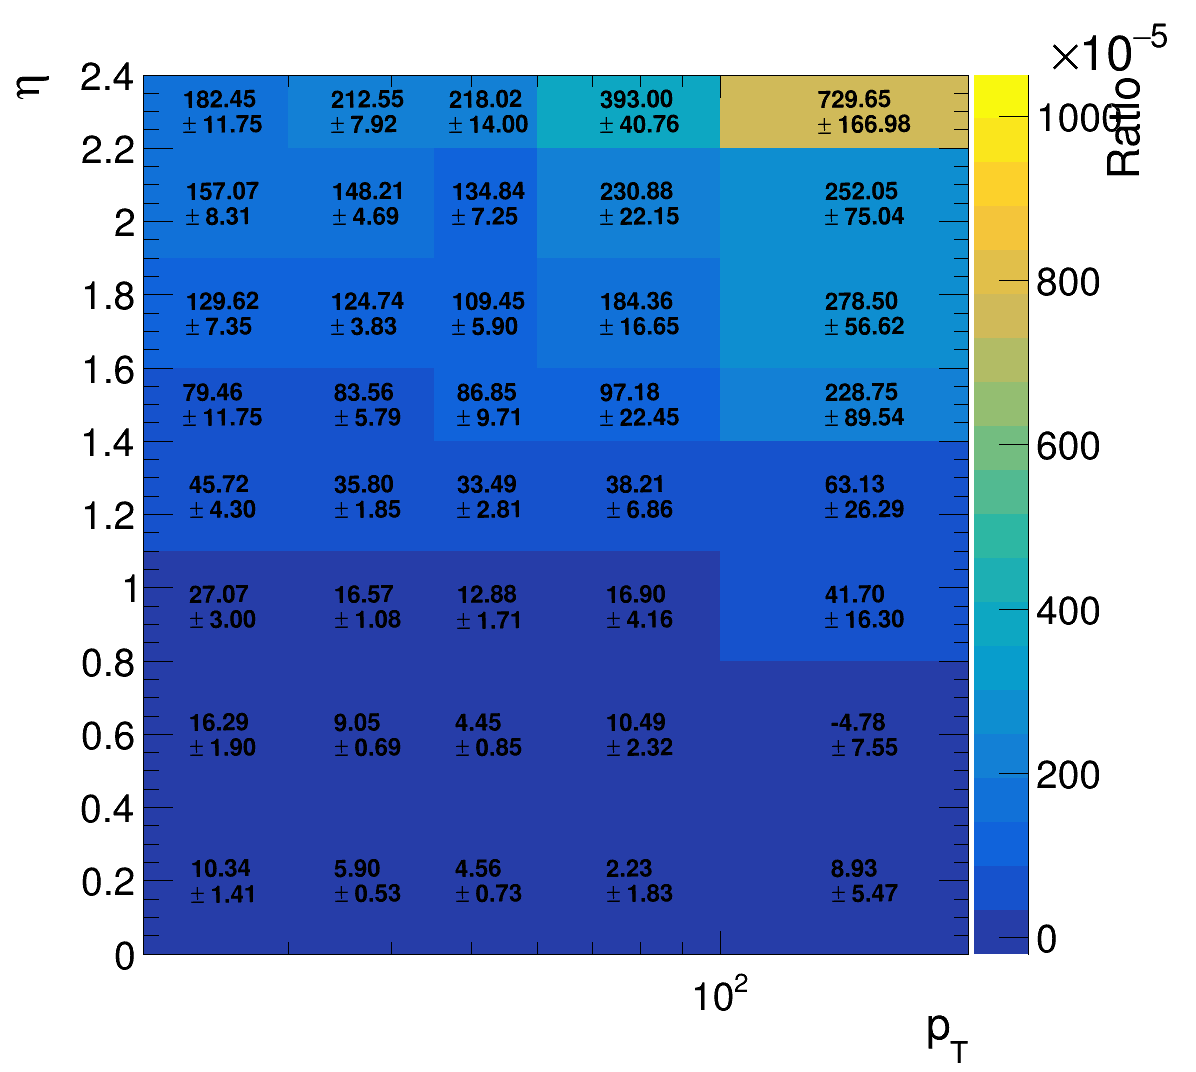 ×10⁻⁵
η
Ratio
2.4
182.45 212.55 218.02 393.00 729.65
± 11.75 ± 7.92 ± 14.00 ± 40.76 ± 166.98
1000
2.2
157.07 148.21 134.84 230.88 252.05
± 8.31 ± 4.69 ± 7.25 ± 22.15 ± 75.04
2
800
1.8
129.62 124.74 109.45 184.36 278.50
± 7.35 ± 3.83 ± 5.90 ± 16.65 ± 56.62
1.6
79.46 83.56 86.85 97.18 228.75
± 11.75 ± 5.79 ± 9.71 ± 22.45 ± 89.54
1.4
600
45.72 35.80 33.49 38.21 63.13
± 4.30 ± 1.85 ± 2.81 ± 6.86 ± 26.29
1.2
1
27.07 16.57 12.88 16.90 41.70
± 3.00 ± 1.08 ± 1.71 ± 4.16 ± 16.30
400
0.8
16.29 9.05 4.45 10.49 -4.78
± 1.90 ± 0.69 ± 0.85 ± 2.32 ± 7.55
0.6
200
0.4
10.34 5.90 4.56 2.23 8.93
± 1.41 ± 0.53 ± 0.73 ± 1.83 ± 5.47
0.2
0
0
10²
p_T